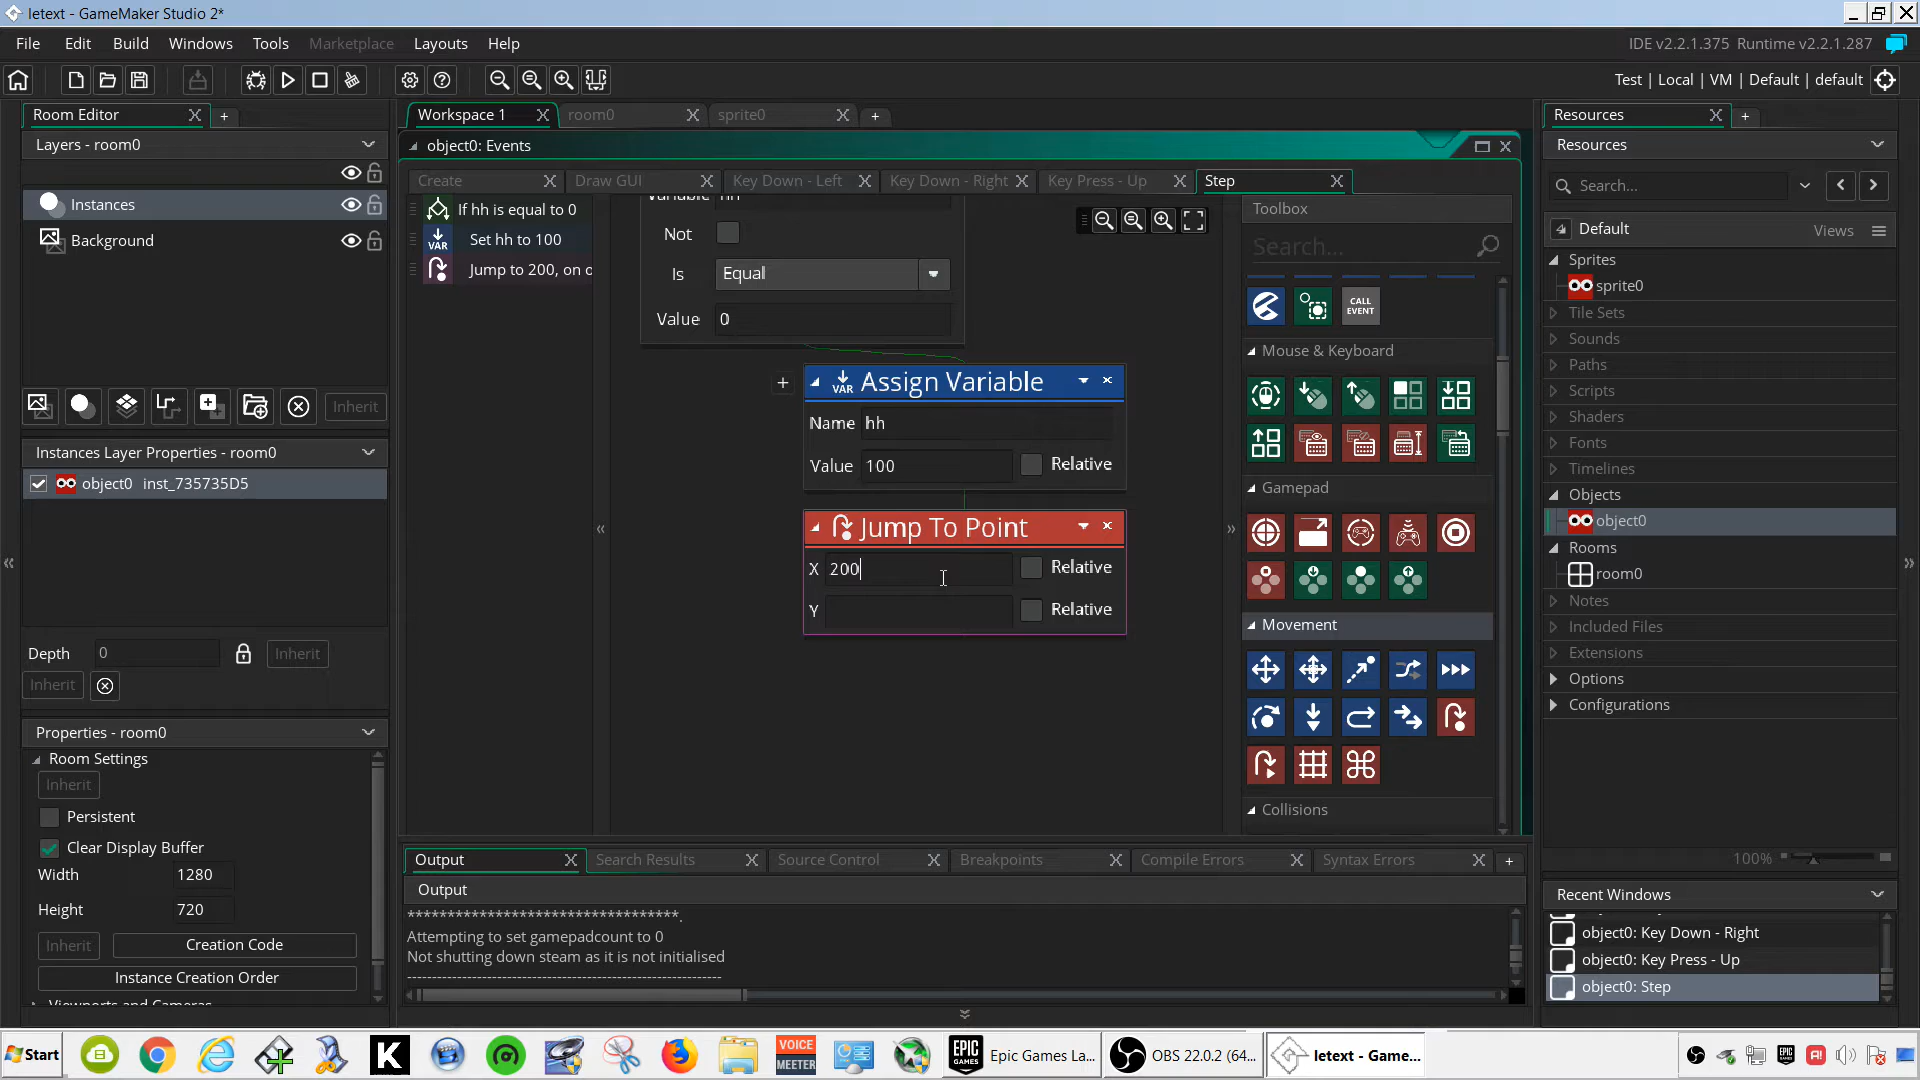 letext - GameMaker Studio 2*
File Edit Build Windows Tools Marketplace Layouts Help
IDE v2.2.1.375 Runtime v2.2.1.287
Test | Local | VM | Default | default
Room Editor
Layers - room0
Instances
Background
Inherit
Instances Layer Properties - room0
object0 inst_735735D5
Depth 0 Inherit
Inherit
Properties - room0
Room Settings
Inherit
Persistent
Clear Display Buffer
Width 1280
Height 720
Inherit Creation Code
Instance Creation Order
Viewports and Cameras
Workspace 1 room0 sprite0
object0: Events
Create Draw GUI Key Down - Left Key Down - Right Key Press - Up Step
If hh is equal to 0
Set hh to 100
Jump to 200, on o
Variable hh
Not
Is Equal
Value 0
VAR Assign Variable
Name hh
Value 100 Relative
Jump To Point
X 200 Relative
Y Relative
Toolbox
Search...
CALL EVENT
Mouse & Keyboard
Gamepad
Movement
Collisions
Output Search Results Source Control Breakpoints Compile Errors Syntax Errors
Output
***********************************.
Attempting to set gamepadcount to 0
Not shutting down steam as it is not initialised
Resources
Resources
Search...
Default Views
Sprites
sprite0
Tile Sets
Sounds
Paths
Scripts
Shaders
Fonts
Timelines
Objects
object0
Rooms
room0
Notes
Included Files
Extensions
Options
Configurations
100%
Recent Windows
object0: Key Down - Right
object0: Key Press - Up
object0: Step
Start
K
VOICE MEETER
EPIC GAMES Epic Games La...
OBS 22.0.2 (64...
letext - Game...